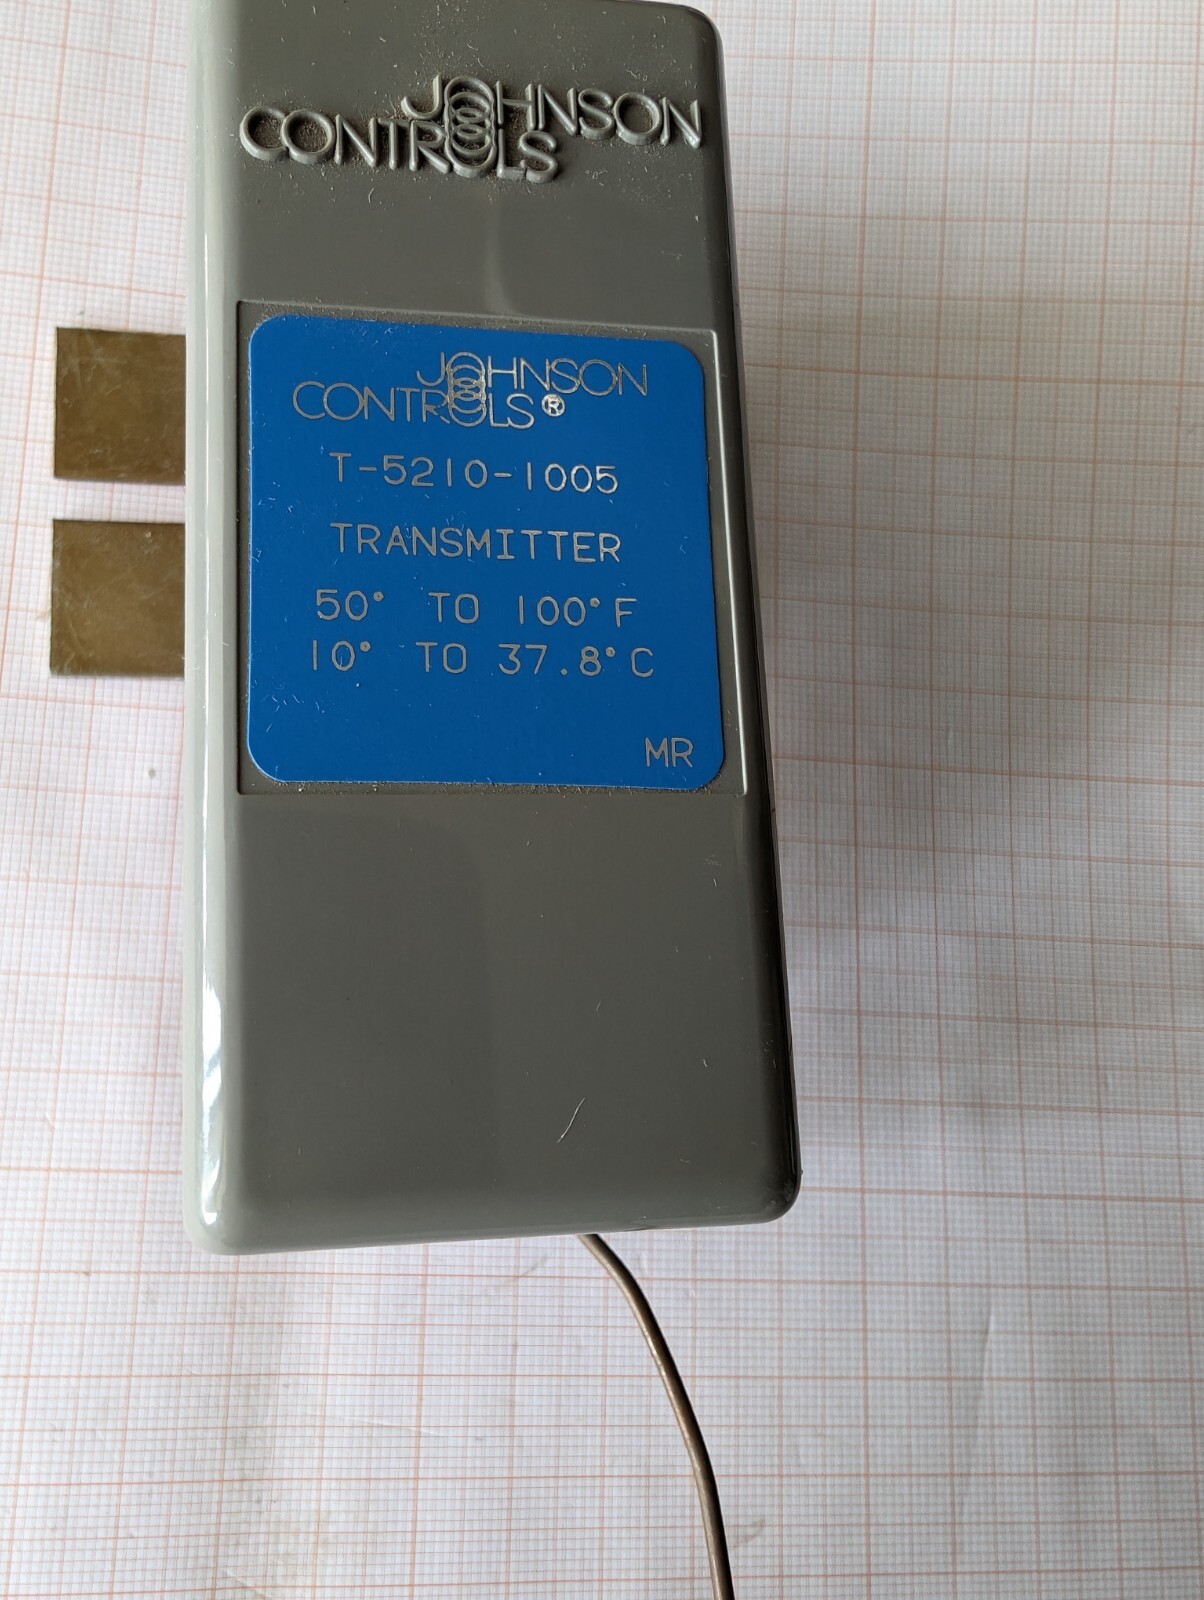 JOHNSON
CONTROLS
JOHNSON
CONTROLS®
T-5210-1005
TRANSMITTER
50° TO 100°F
10° TO 37.8°C
MR